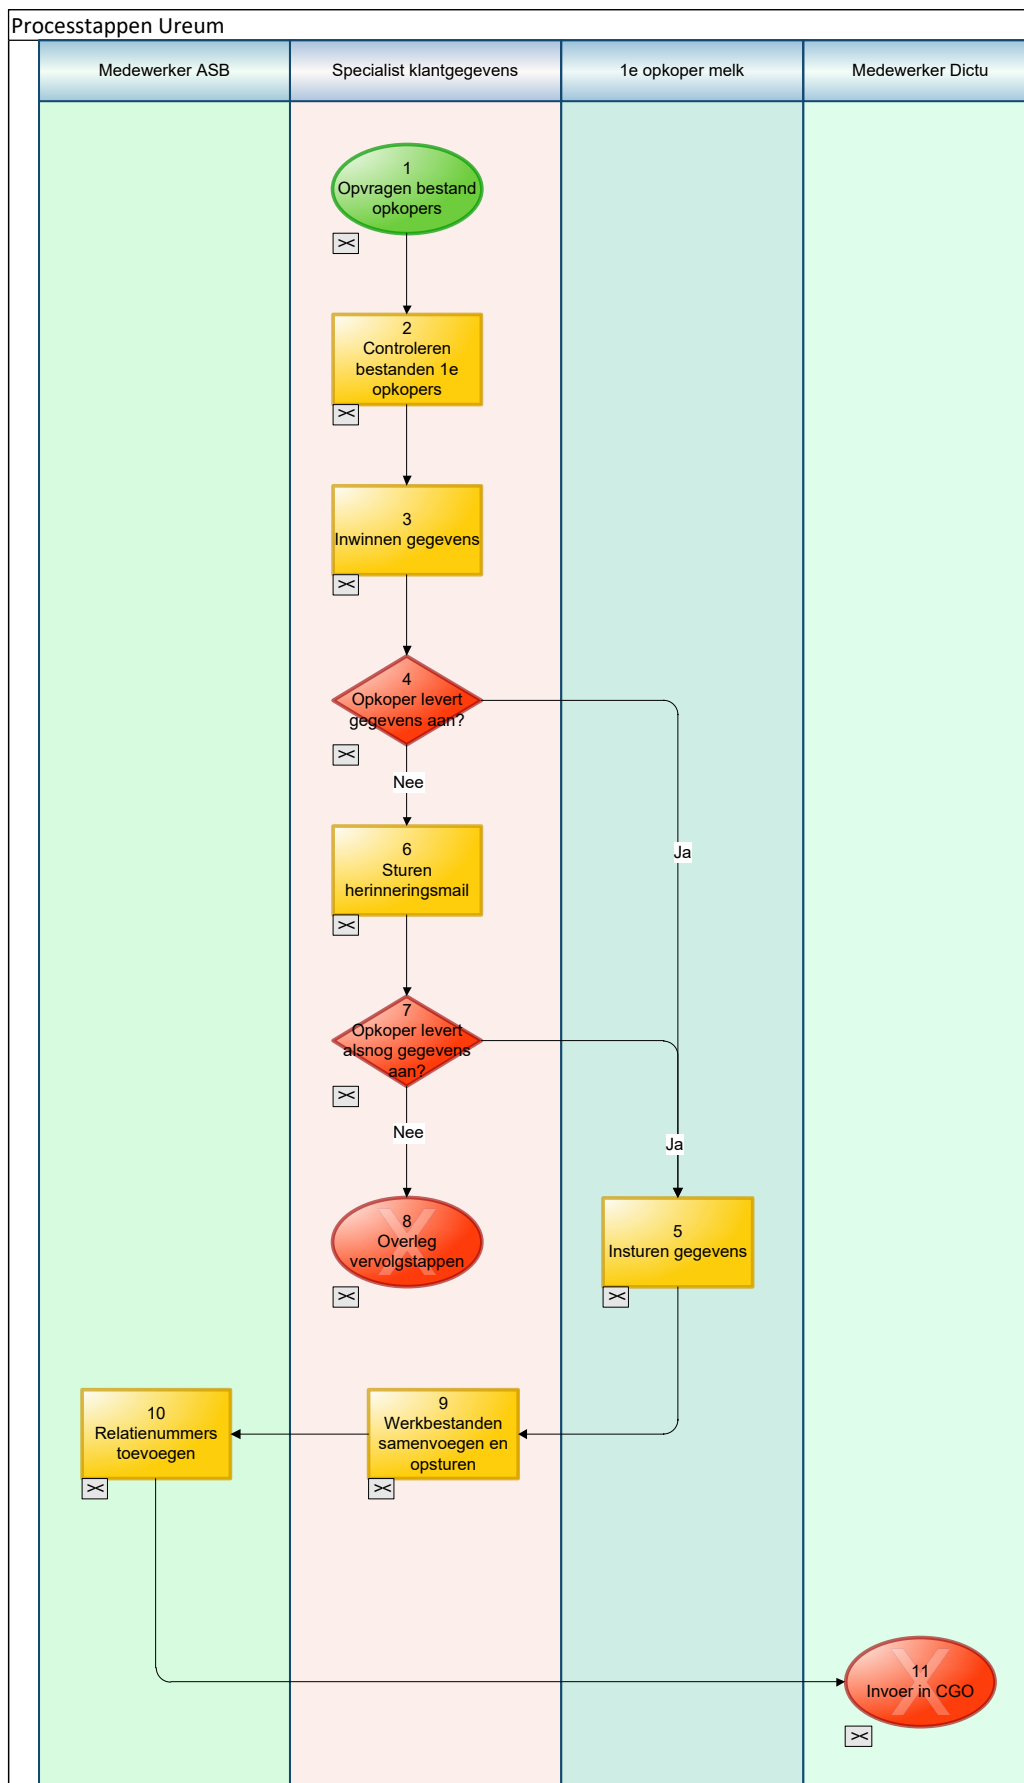 Processtappen Ureum
Medewerker ASB
Specialist klantgegevens
1e opkoper melk
Medewerker Dictu
1
Opvragen bestand
opkopers
2
Controleren
bestanden 1e
opkopers
3
Inwinnen gegevens
4
Opkoper levert
gegevens aan?
Nee
Ja
6
Sturen
herinneringsmail
7
Opkoper levert
alsnog gegevens
aan?
Nee
Ja
8
Overleg
vervolgstappen
5
Insturen gegevens
10
Relatienummers
toevoegen
9
Werkbestanden
samenvoegen en
opsturen
11
Invoer in CGO